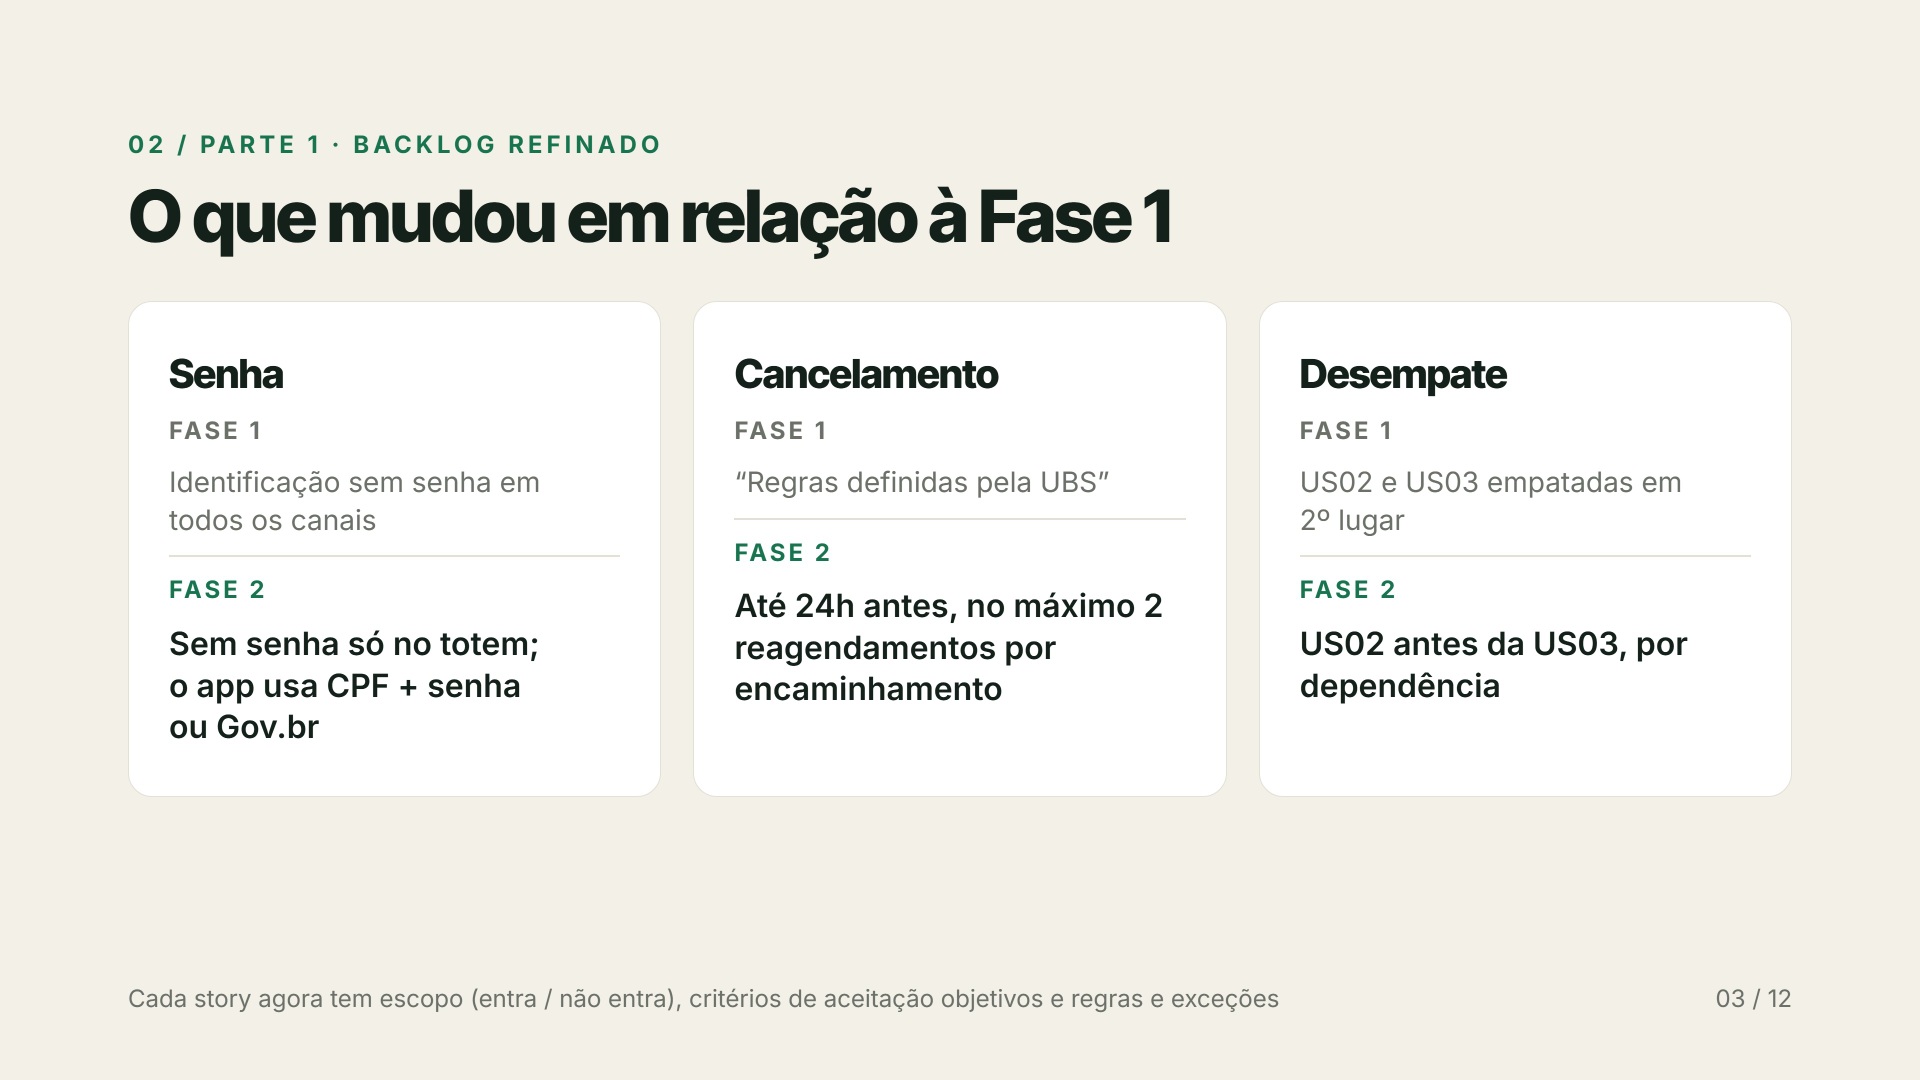 02 / PARTE 1 · BACKLOG REFINADO
O que mudou em relação à Fase 1
Senha
FASE 1
Identificação sem senha em
todos os canais
FASE 2
Sem senha só no totem;
o app usa CPF + senha
ou Gov.br
Cancelamento
FASE 1
“Regras definidas pela UBS”
FASE 2
Até 24h antes, no máximo 2
reagendamentos por
encaminhamento
Desempate
FASE 1
US02 e US03 empatadas em
2º lugar
FASE 2
US02 antes da US03, por
dependência
Cada story agora tem escopo (entra / não entra), critérios de aceitação objetivos e regras e exceções
03 / 12